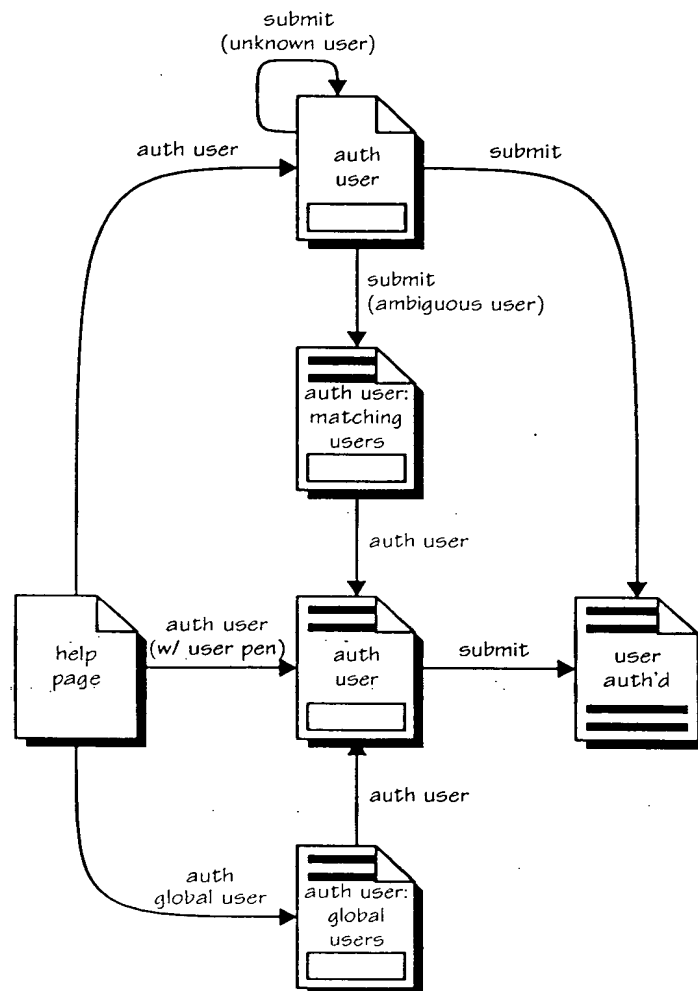 submit
(unknown user)
auth user
auth
user
submit
submit
(ambiguous user)
auth user:
matching
users
auth user
help
page
auth user
(w/ user pen)
auth
user
submit
user
auth'd
auth user
auth
global user
auth user:
global
users